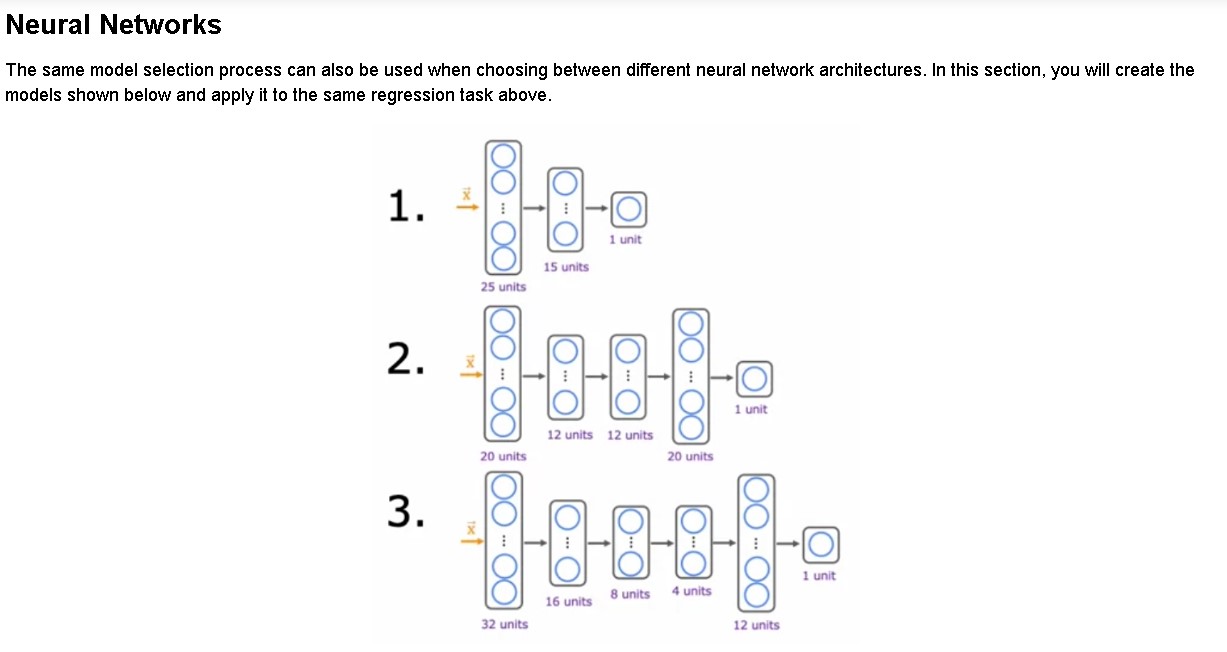 Neural Networks
The same model selection process can also be used when choosing between different neural network architectures. In this section, you will create the
models shown below and apply it to the same regression task above.
1.
x⃗
1 unit
15 units
25 units
2.
x⃗
1 unit
12 units 12 units
20 units 20 units
3.
x⃗
1 unit
16 units 8 units 4 units
32 units 12 units